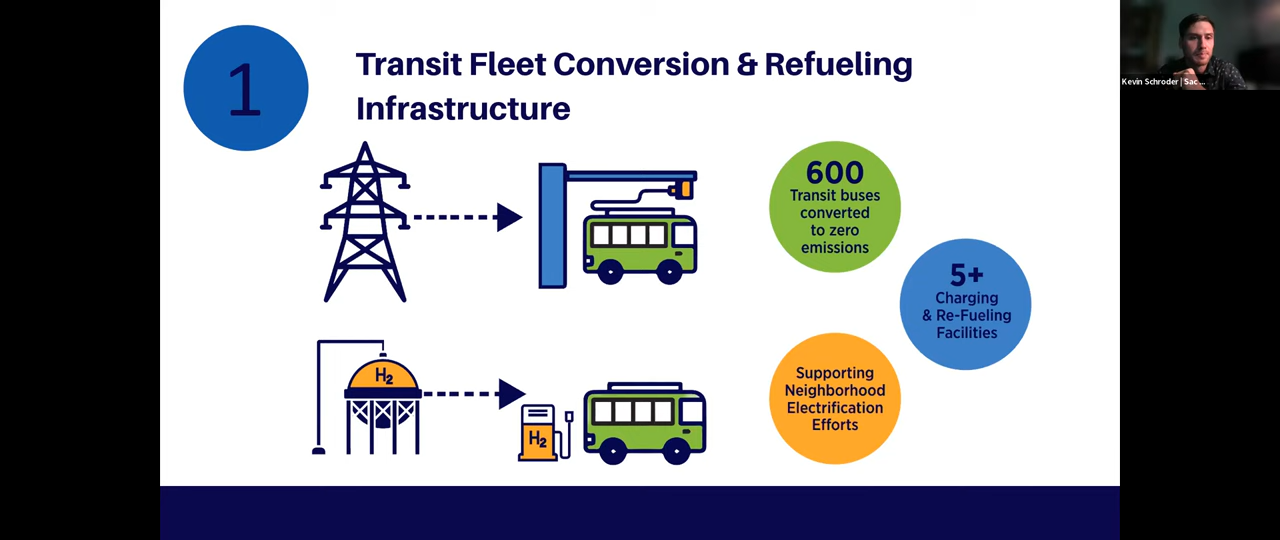 1
Transit Fleet Conversion & Refueling
Infrastructure
600
Transit buses
converted
to zero
emissions
5+
Charging
& Re-Fueling
Facilities
H2
H2
Supporting
Neighborhood
Electrification
Efforts
Kevin Schroder | Sac ...